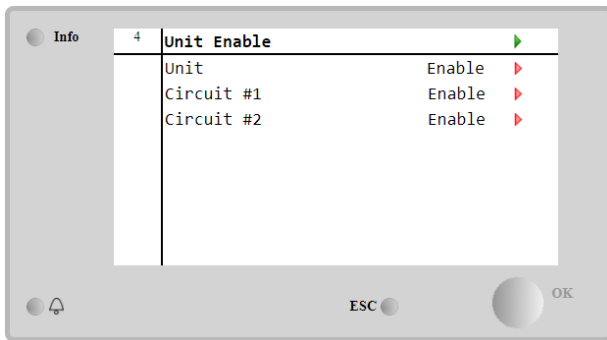 Info
4 Unit Enable
Unit Enable
Circuit #1 Enable
Circuit #2 Enable
ESC
OK